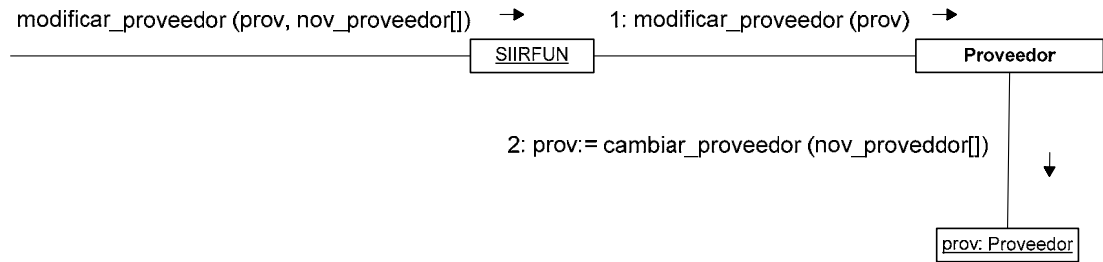 modificar_proveedor (prov, nov_proveedor[])
1: modificar_proveedor (prov)
SIIRFUN
Proveedor
2: prov:= cambiar_proveedor (nov_proveddor[])
prov: Proveedor